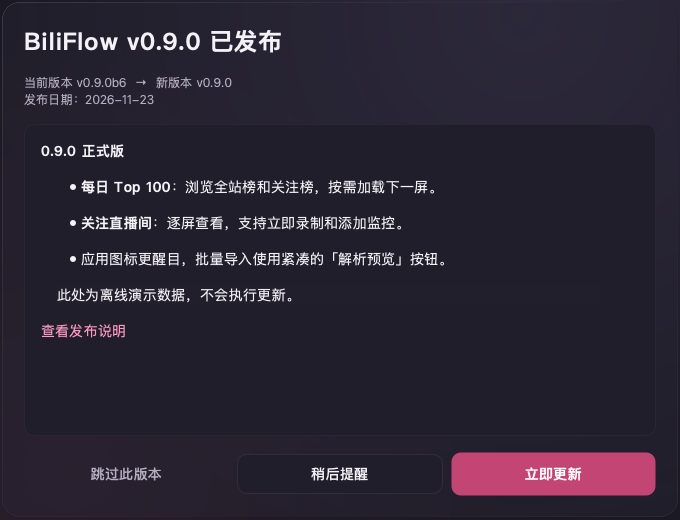 BiliFlow v0.9.0 已发布
当前版本 v0.9.0b6 → 新版本 v0.9.0
发布日期：2026-11-23
0.9.0 正式版
• 每日 Top 100：浏览全站榜和关注榜，按需加载下一屏。
• 关注直播间：逐屏查看，支持立即录制和添加监控。
• 应用图标更醒目，批量导入使用紧凑的「解析预览」按钮。
此处为离线演示数据，不会执行更新。
查看发布说明
跳过此版本
稍后提醒
立即更新